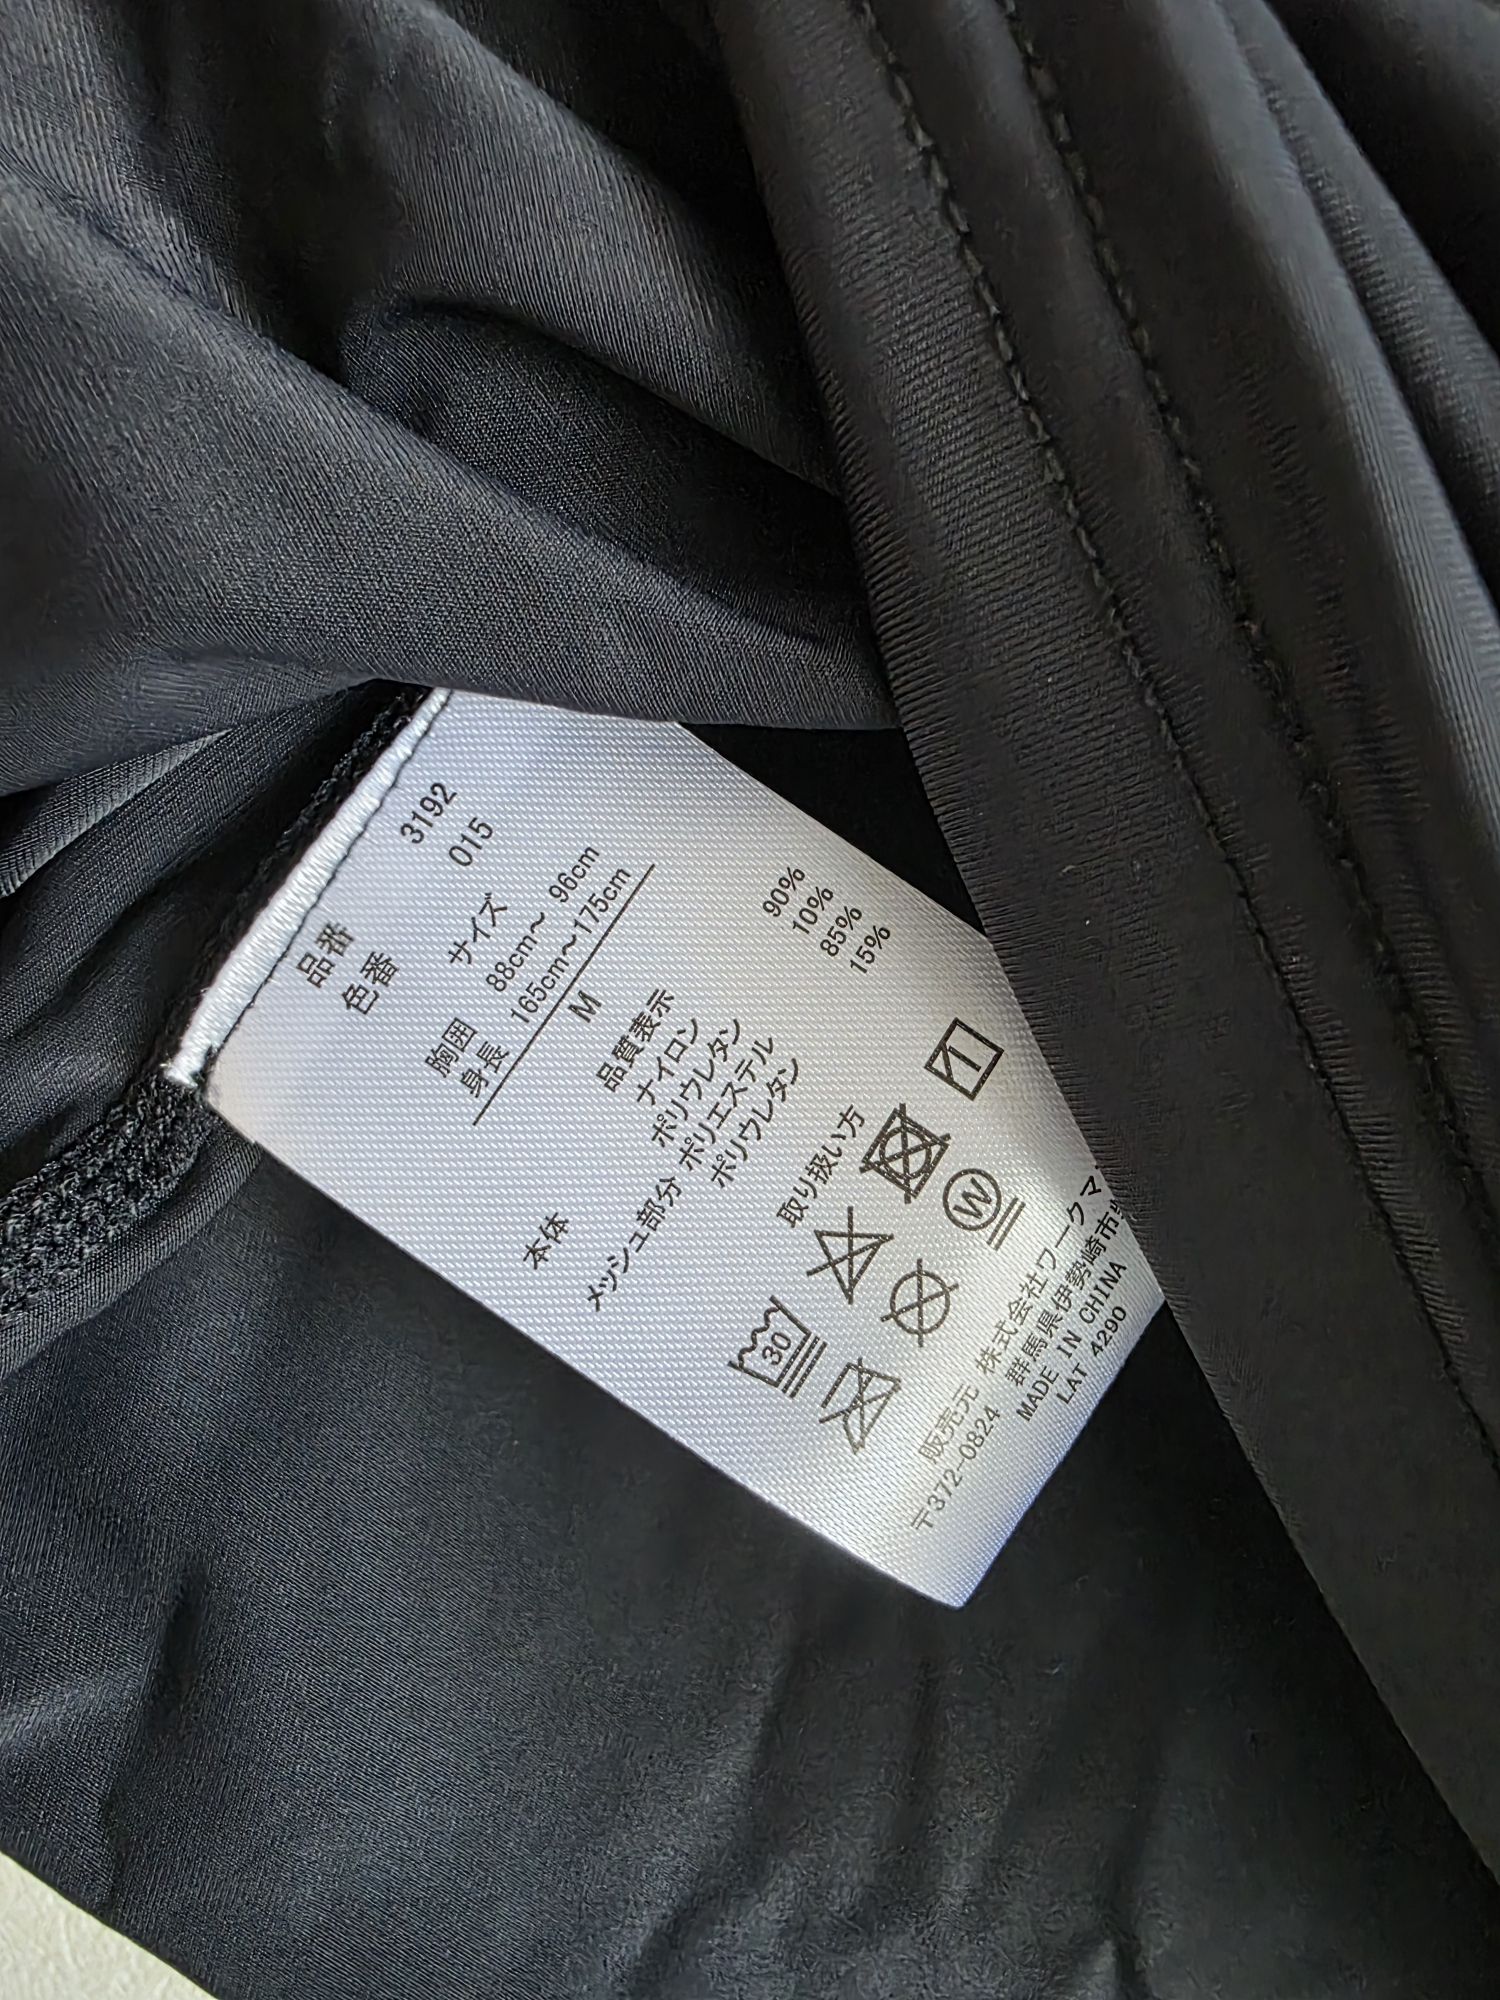 品番 3192
色番 015
サイズ
胸囲 88cm～ 96cm
身長 165cm～175cm
M
品質表示
本体 ナイロン 90%
ポリウレタン 10%
メッシュ部分 ポリエステル 85%
ポリウレタン 15%
取り扱い方
30
W
販売元 株式会社ワークマ
〒372-0824 群馬県伊勢崎市
MADE IN CHINA
LAT 4290